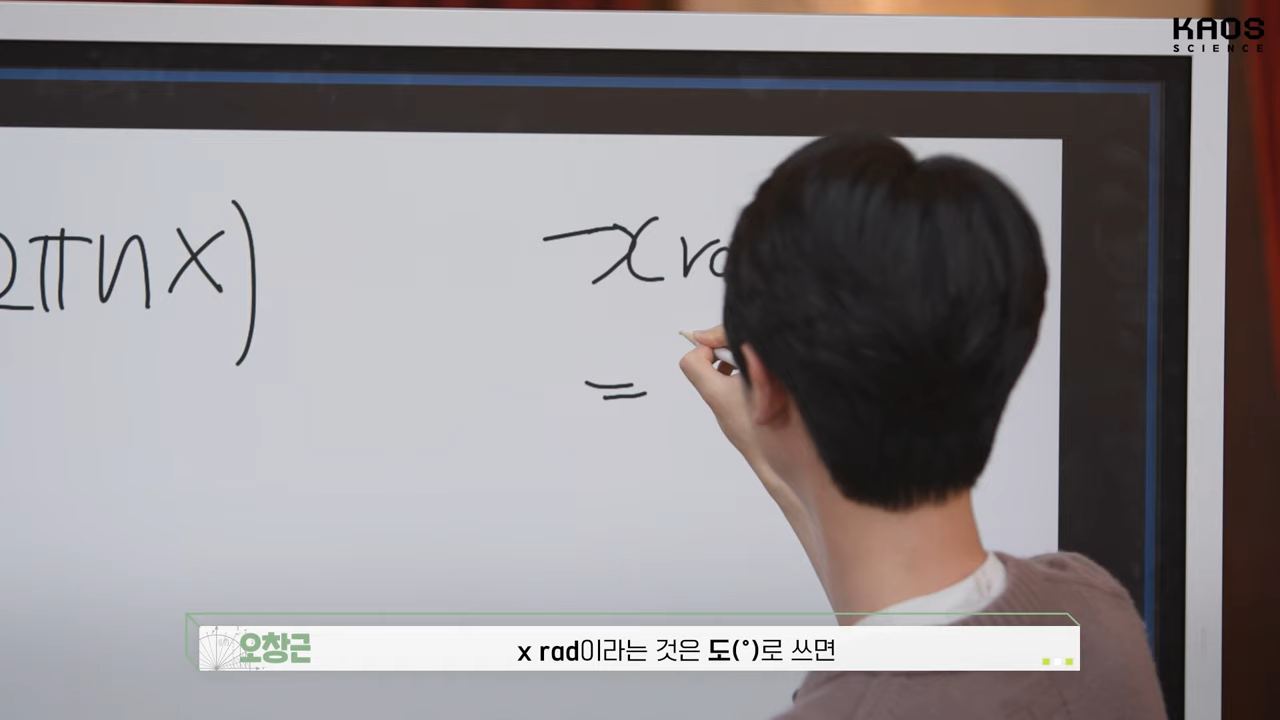 KAOS
SCIENCE
2πnx)
x ra
=
오창근
x rad이라는 것은 도(°)로 쓰면